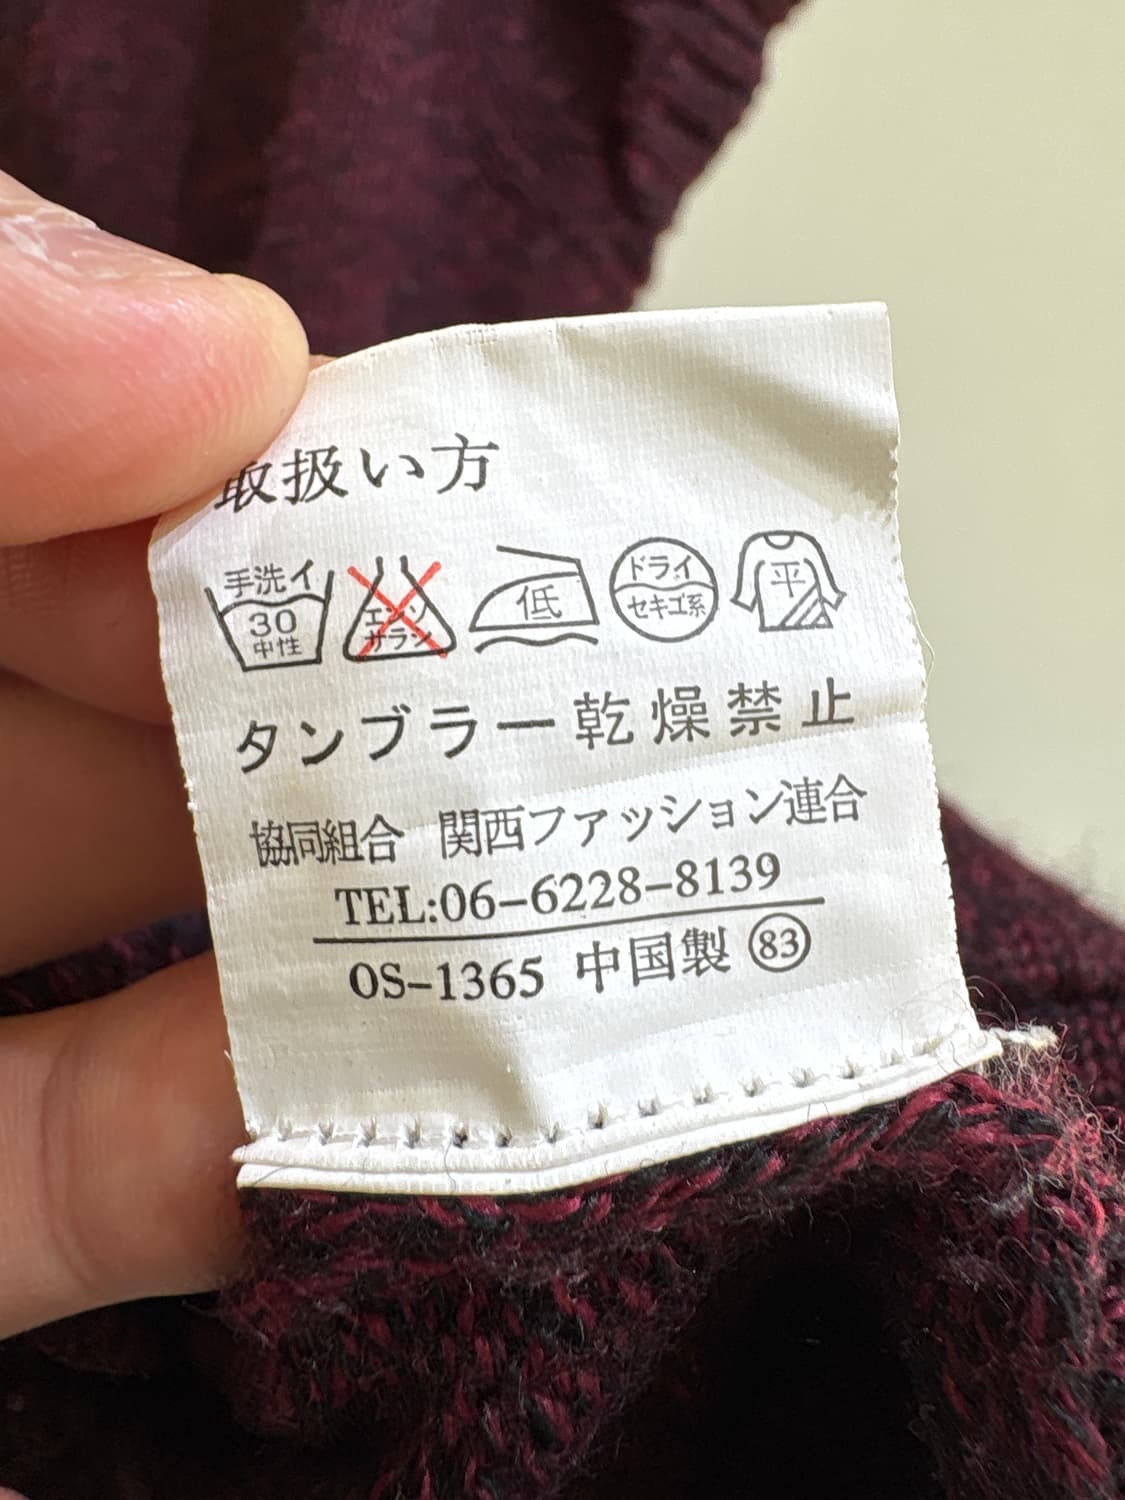 取扱い方
手洗イ
30
中性
エンソ
サラシ
低
ドライ
セキユ系
平
タンブラー乾燥禁止
協同組合 関西ファッション連合
TEL:06-6228-8139
OS-1365 中国製 83